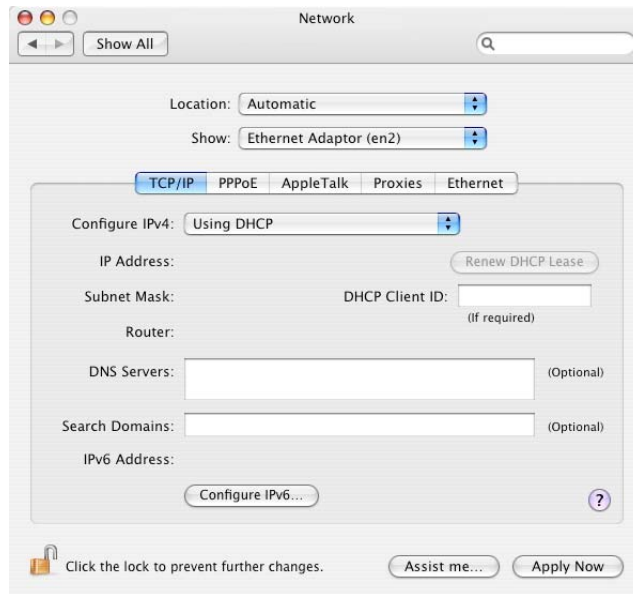 Network
Show All
Location: Automatic
Show: Ethernet Adaptor (en2)
TCP/IP PPPoE AppleTalk Proxies Ethernet
Configure IPv4: Using DHCP
IP Address: Renew DHCP Lease
Subnet Mask: DHCP Client ID:
(If required)
Router:
DNS Servers: (Optional)
Search Domains: (Optional)
IPv6 Address:
Configure IPv6...
?
Click the lock to prevent further changes. Assist me... Apply Now